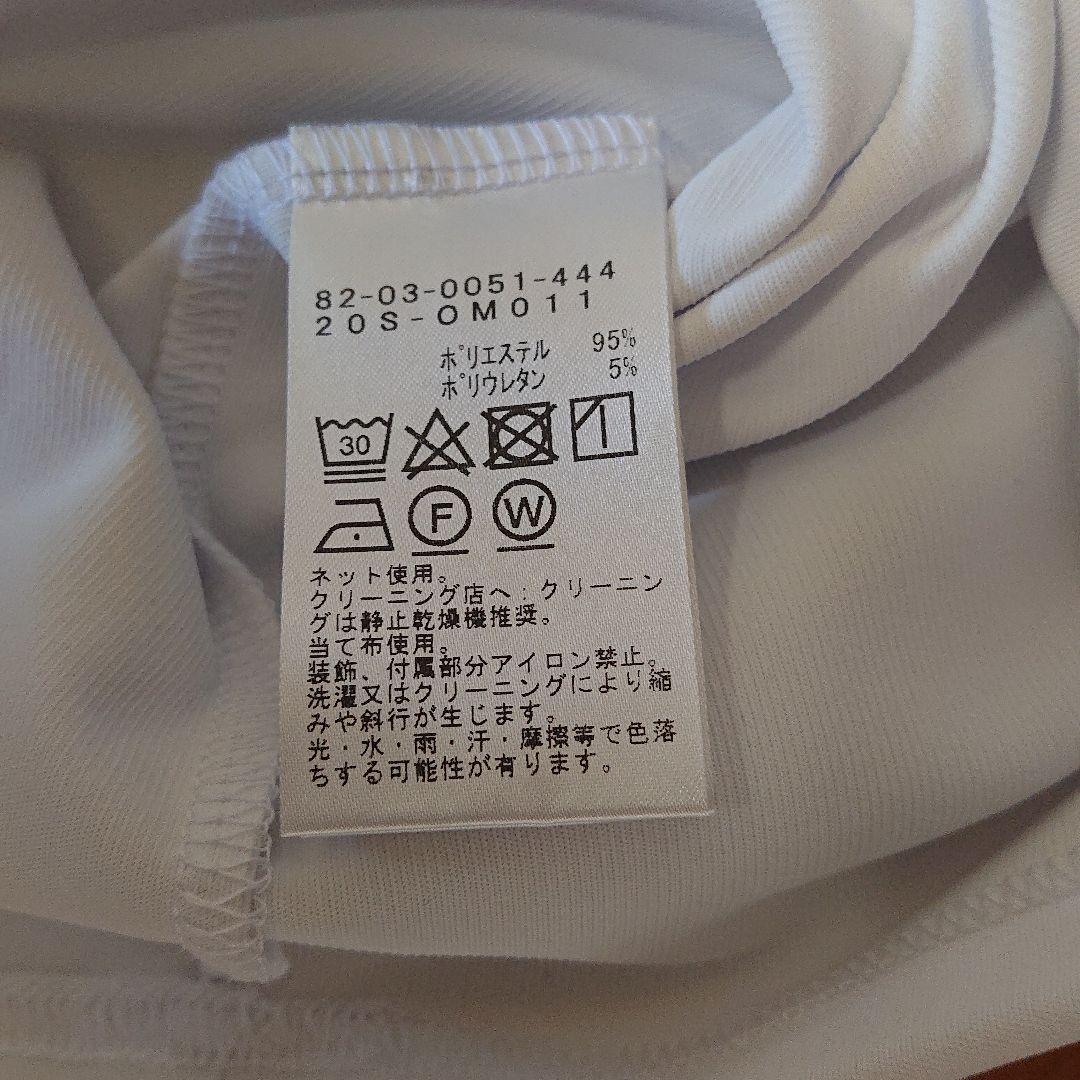 82-03-0051-444
20S-OM011
ポリエステル 95%
ポリウレタン 5%
30
F W
ネット使用。
クリーニング店へ：クリーニン
グは静止乾燥機推奨。
当て布使用。
装飾、付属部分アイロン禁止。
洗濯又はクリーニングにより縮
みや斜行が生じます。
光・水・雨・汗・摩擦等で色落
ちする可能性が有ります。